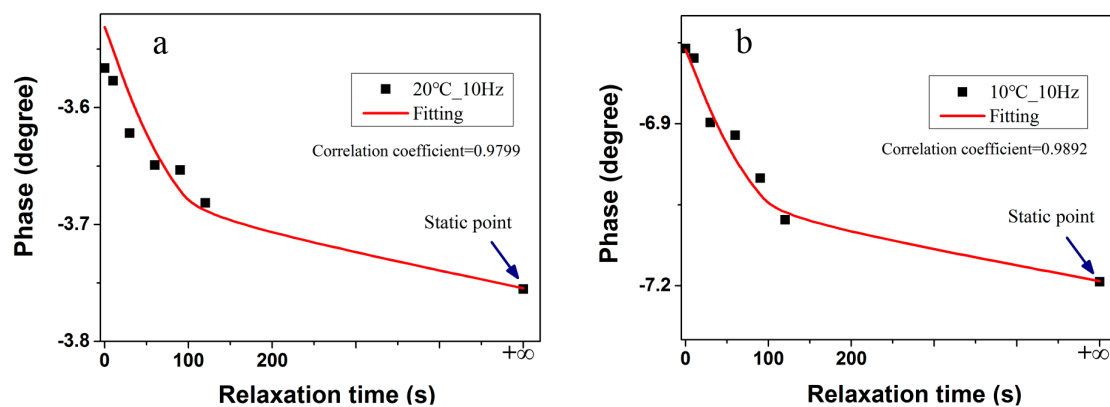 a
Phase (degree)
-3.6
-3.7
-3.8
20℃_10Hz
Fitting
Correlation coefficient=0.9799
Static point
0
100
200
+∞
Relaxation time (s)
b
Phase (degree)
-6.9
-7.2
10℃_10Hz
Fitting
Correlation coefficient=0.9892
Static point
0
100
200
+∞
Relaxation time (s)